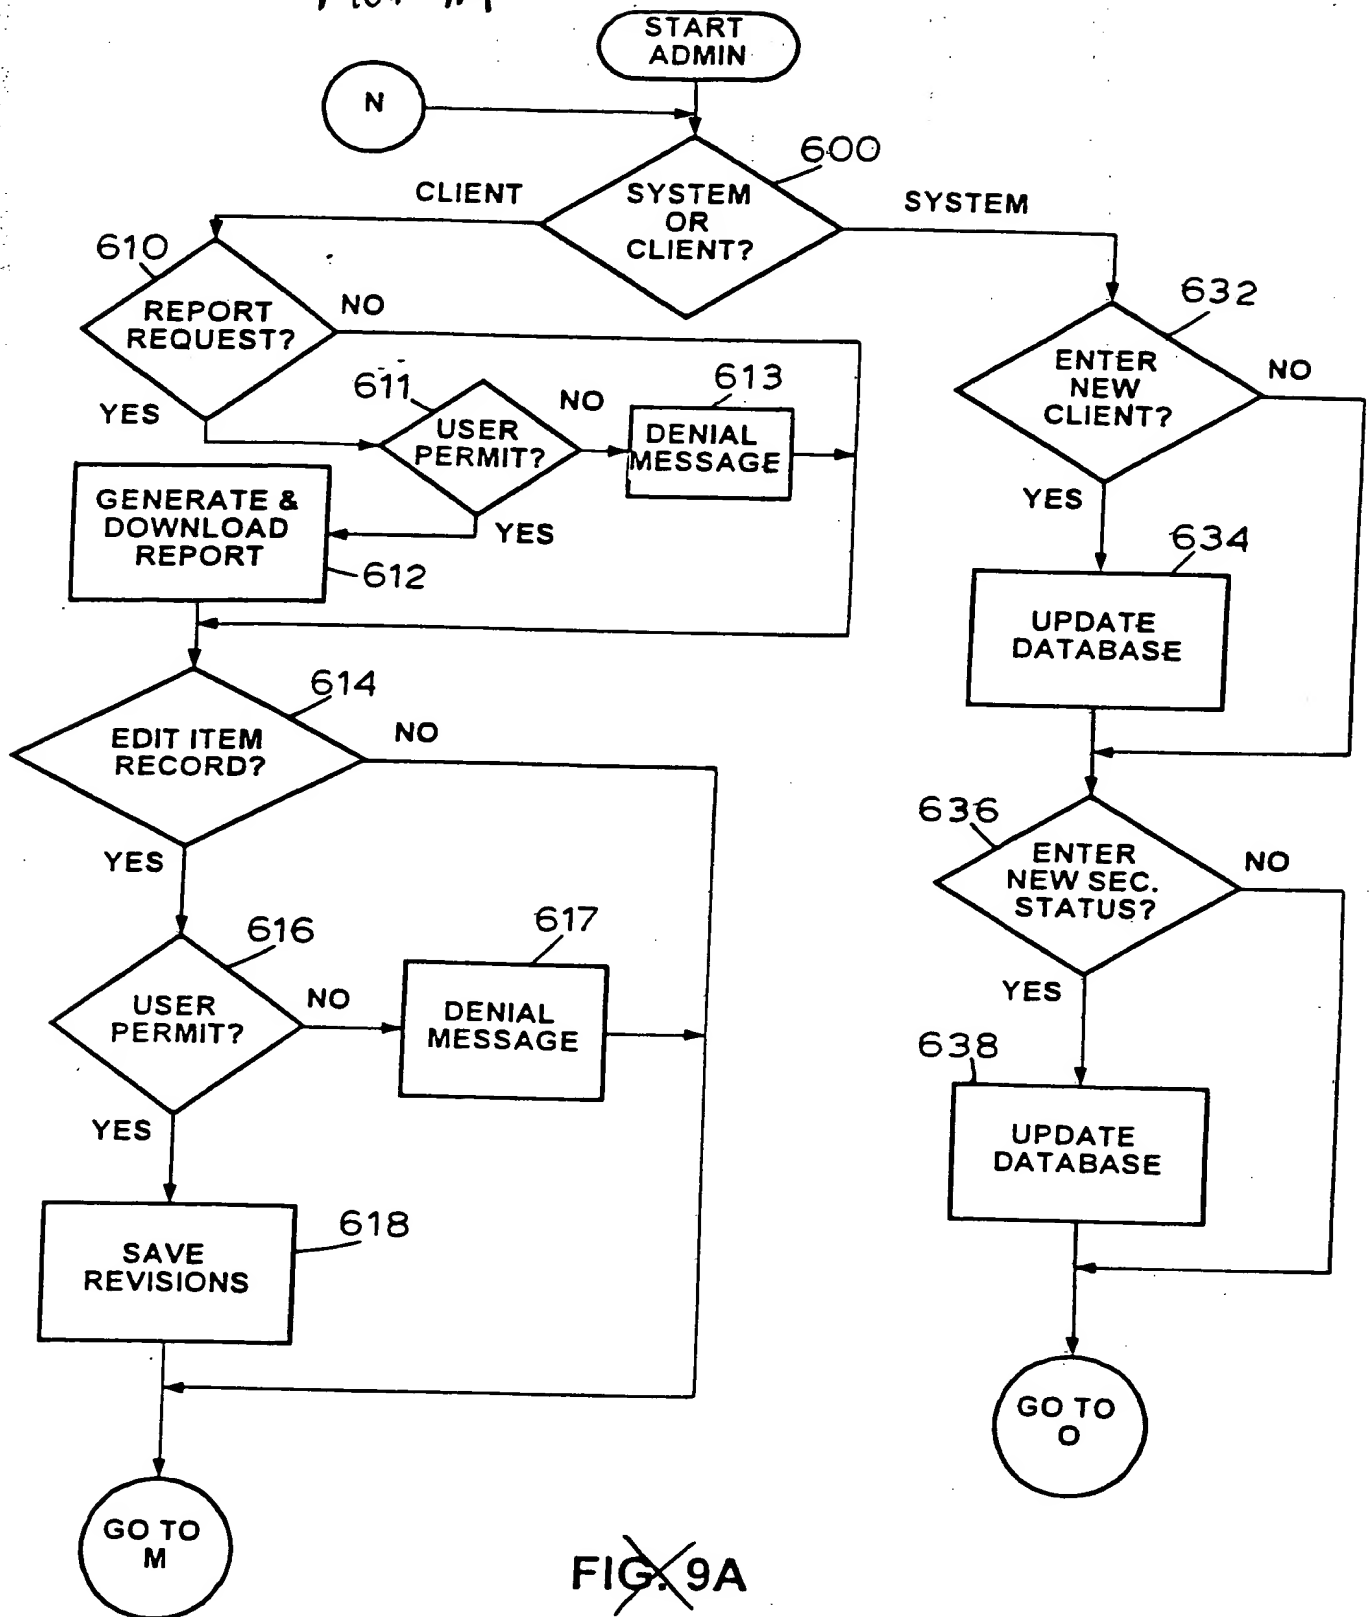 START
ADMIN
N
600
CLIENT
SYSTEM
OR
CLIENT?
SYSTEM
610
REPORT
REQUEST?
NO
YES
632
ENTER
NEW
CLIENT?
NO
YES
611
USER
PERMIT?
NO
YES
613
DENIAL
MESSAGE
GENERATE &
DOWNLOAD
REPORT
612
634
UPDATE
DATABASE
614
EDIT ITEM
RECORD?
NO
YES
636
ENTER
NEW SEC.
STATUS?
NO
YES
616
USER
PERMIT?
NO
YES
617
DENIAL
MESSAGE
638
UPDATE
DATABASE
618
SAVE
REVISIONS
GO TO
O
GO TO
M
FIG. 9A